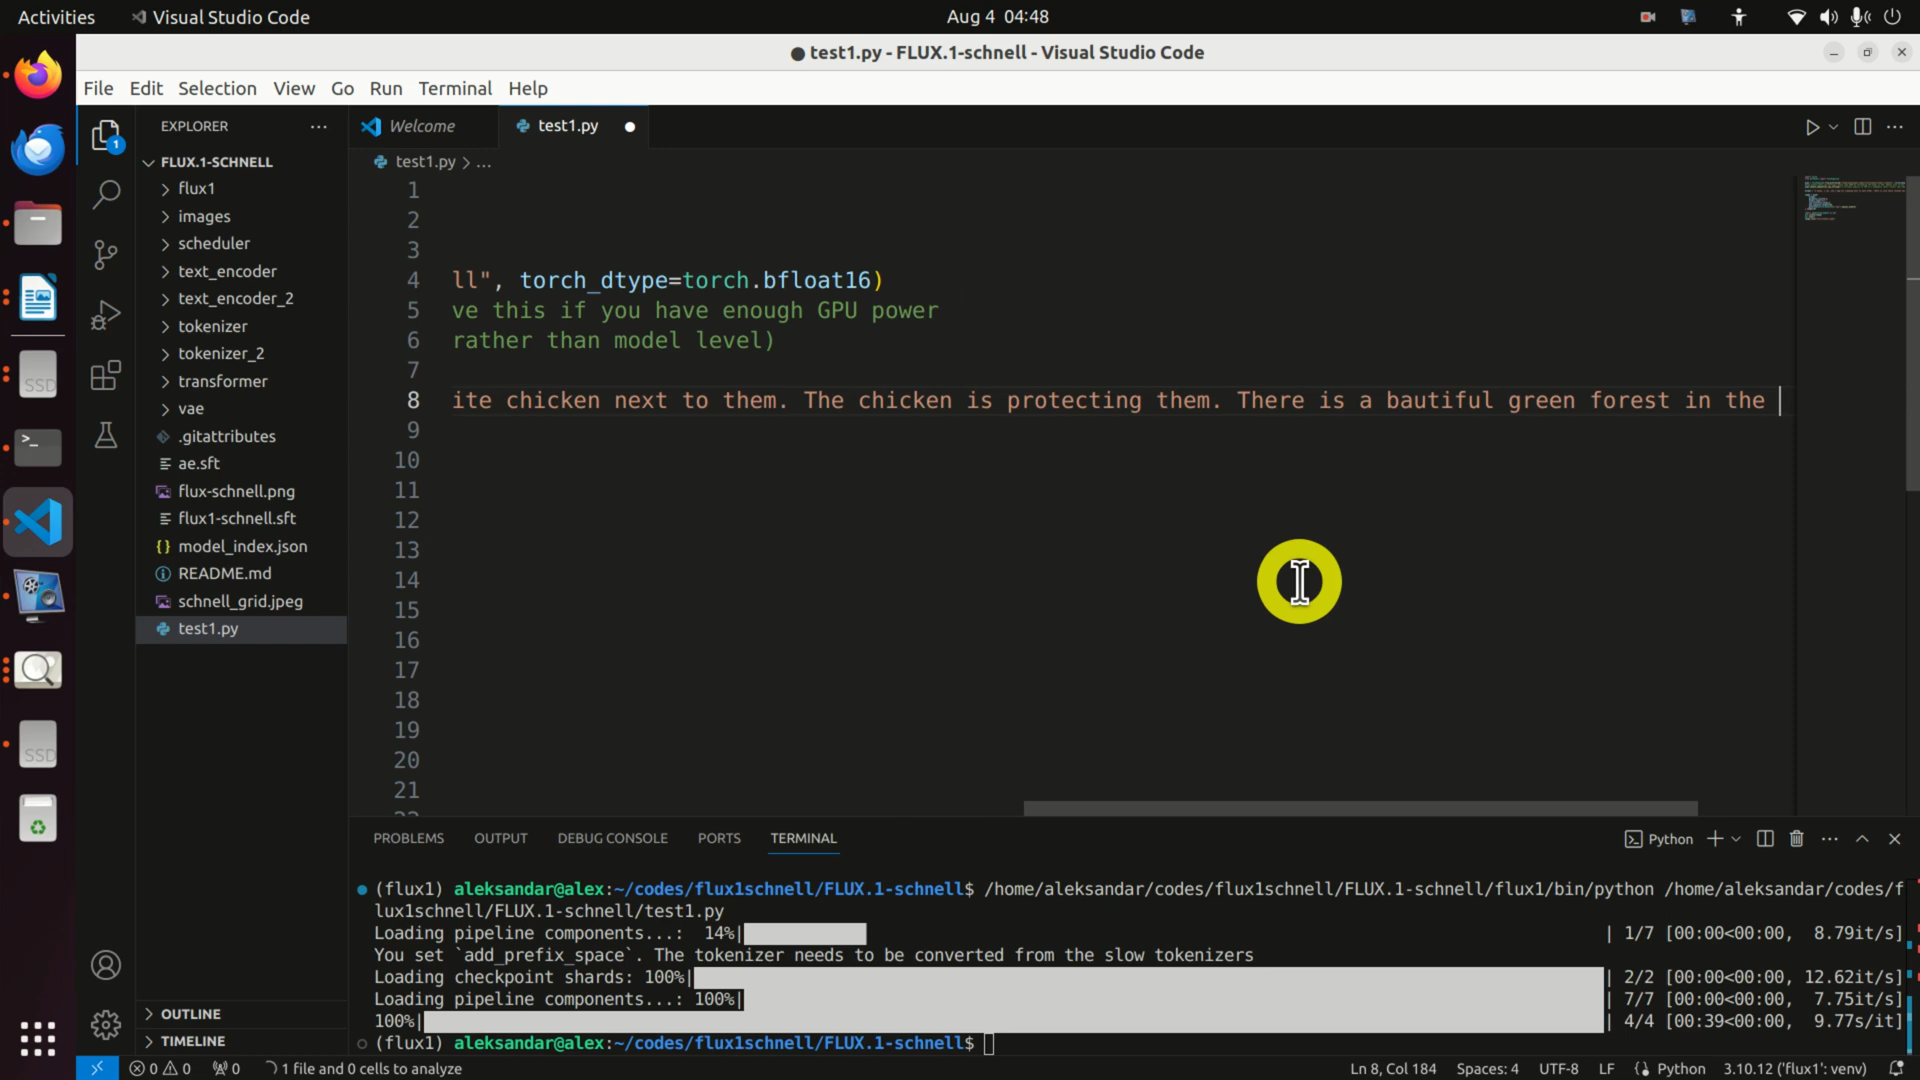 Activities
Visual Studio Code
Aug 4 04:48
test1.py - FLUX.1-schnell - Visual Studio Code
File Edit Selection View Go Run Terminal Help
EXPLORER
Welcome
test1.py
1
FLUX.1-SCHNELL
test1.py > ...
flux1
images
scheduler
text_encoder
text_encoder_2
tokenizer
tokenizer_2
transformer
vae
.gitattributes
ae.sft
flux-schnell.png
flux1-schnell.sft
{} model_index.json
README.md
schnell_grid.jpeg
test1.py
OUTLINE
TIMELINE
1
2
3
4 ll", torch_dtype=torch.bfloat16)
5 ve this if you have enough GPU power
6 rather than model level)
7
8 ite chicken next to them. The chicken is protecting them. There is a bautiful green forest in the
9
10
11
12
13
14
15
16
17
18
19
20
21
SSD
SSD
PROBLEMS OUTPUT DEBUG CONSOLE PORTS TERMINAL
Python
(flux1) aleksandar@alex:~/codes/flux1schnell/FLUX.1-schnell$ /home/aleksandar/codes/flux1schnell/FLUX.1-schnell/flux1/bin/python /home/aleksandar/codes/f
lux1schnell/FLUX.1-schnell/test1.py
Loading pipeline components...: 14%| | 1/7 [00:00<00:00, 8.79it/s]
You set `add_prefix_space`. The tokenizer needs to be converted from the slow tokenizers
Loading checkpoint shards: 100%| | 2/2 [00:00<00:00, 12.62it/s]
Loading pipeline components...: 100%| | 7/7 [00:00<00:00, 7.75it/s]
100%| | 4/4 [00:39<00:00, 9.77s/it]
(flux1) aleksandar@alex:~/codes/flux1schnell/FLUX.1-schnell$
0 0 0 1 file and 0 cells to analyze
Ln 8, Col 184 Spaces: 4 UTF-8 LF Python 3.10.12 ('flux1': venv)